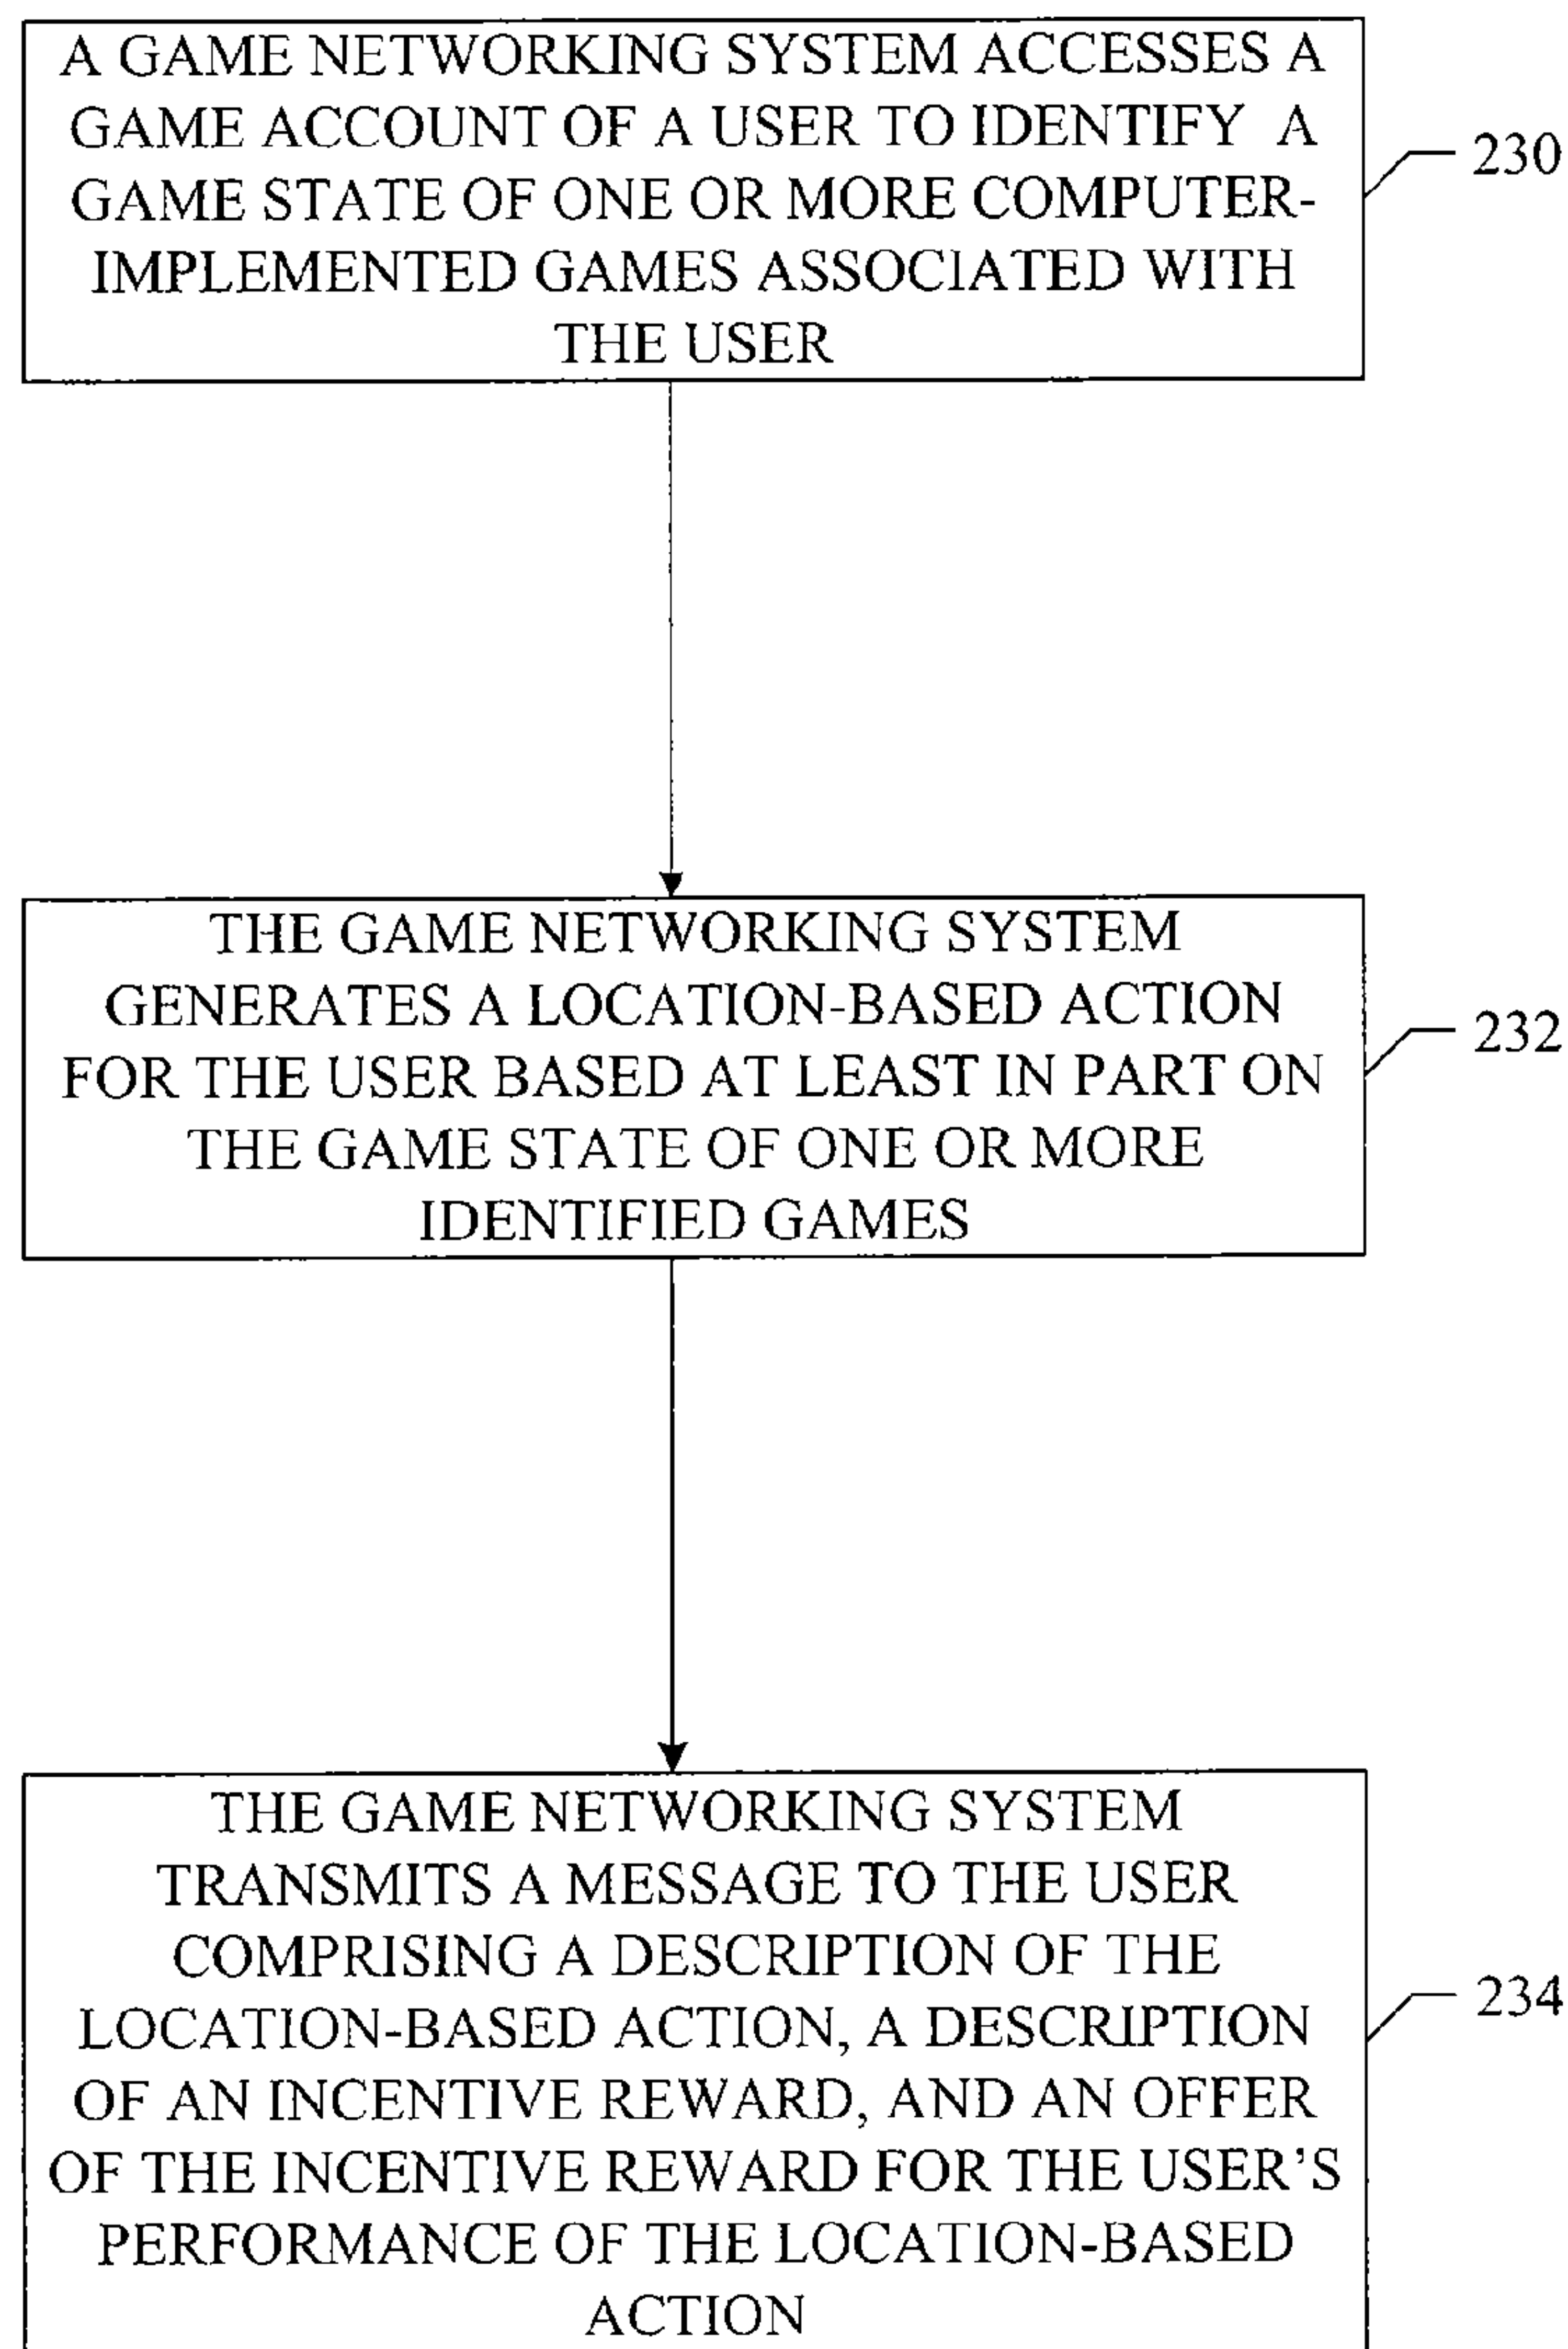 A GAME NETWORKING SYSTEM ACCESSES A
GAME ACCOUNT OF A USER TO IDENTIFY A
GAME STATE OF ONE OR MORE COMPUTER-
IMPLEMENTED GAMES ASSOCIATED WITH
THE USER
230
THE GAME NETWORKING SYSTEM
GENERATES A LOCATION-BASED ACTION
FOR THE USER BASED AT LEAST IN PART ON
THE GAME STATE OF ONE OR MORE
IDENTIFIED GAMES
232
THE GAME NETWORKING SYSTEM
TRANSMITS A MESSAGE TO THE USER
COMPRISING A DESCRIPTION OF THE
LOCATION-BASED ACTION, A DESCRIPTION
OF AN INCENTIVE REWARD, AND AN OFFER
OF THE INCENTIVE REWARD FOR THE USER'S
PERFORMANCE OF THE LOCATION-BASED
ACTION
234